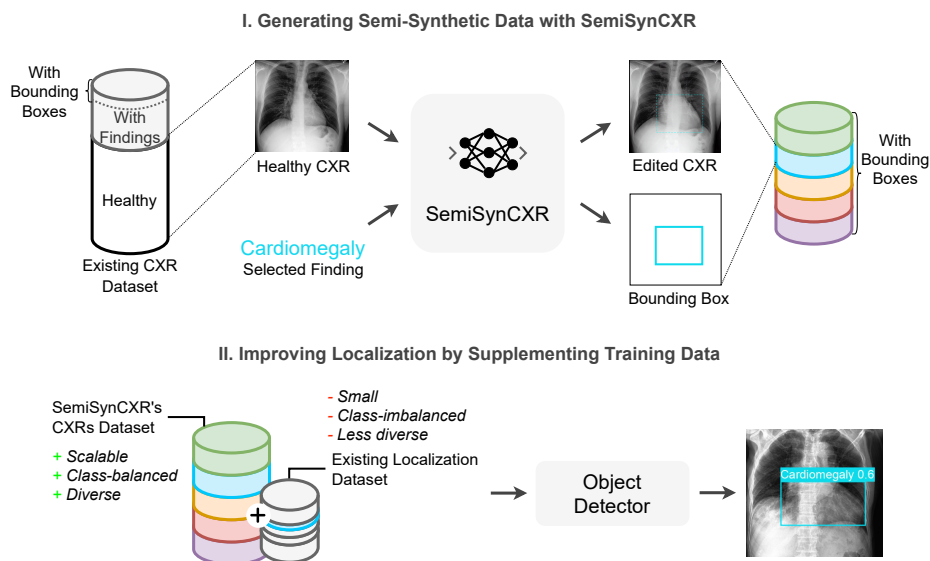 I. Generating Semi-Synthetic Data with SemiSynCXR
With
Bounding
Boxes
With
Findings
Healthy
Existing CXR
Dataset
Healthy CXR
Cardiomegaly
Selected Finding
SemiSynCXR
Edited CXR
Bounding Box
With
Bounding
Boxes
II. Improving Localization by Supplementing Training Data
SemiSynCXR's
CXRs Dataset
+ Scalable
+ Class-balanced
+ Diverse
- Small
- Class-imbalanced
- Less diverse
Existing Localization
Dataset
+
Object
Detector
Cardiomegaly 0.6